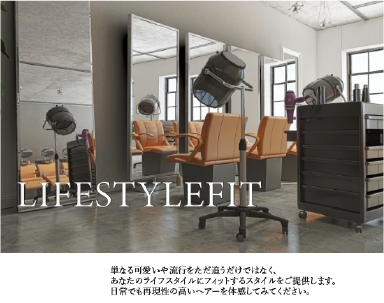 LIFESTYLEFIT
単なる可愛いや流行をただ追うだけではなく、
あなたのライフスタイルにフィットするスタイルをご提供します。
日常でも再現性の高いヘアーを体感してみてください。